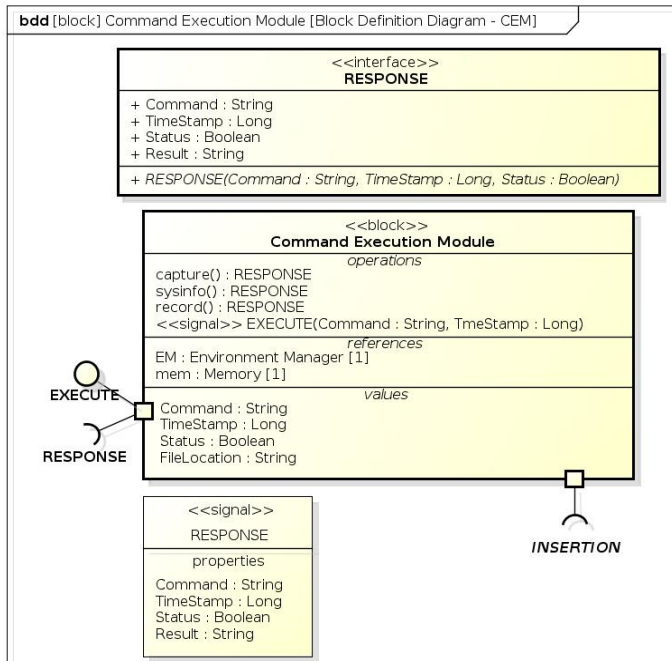 bdd [block] Command Execution Module [Block Definition Diagram - CEM]
<<interface>>
RESPONSE
+ Command : String
+ TimeStamp : Long
+ Status : Boolean
+ Result : String
+ RESPONSE(Command : String, TimeStamp : Long, Status : Boolean)
<<block>>
Command Execution Module
operations
capture() : RESPONSE
sysinfo() : RESPONSE
record() : RESPONSE
<<signal>> EXECUTE(Command : String, TmeStamp : Long)
references
EM : Environment Manager [1]
mem : Memory [1]
values
Command : String
TimeStamp : Long
Status : Boolean
FileLocation : String
EXECUTE
RESPONSE
INSERTION
<<signal>>
RESPONSE
properties
Command : String
TimeStamp : Long
Status : Boolean
Result : String